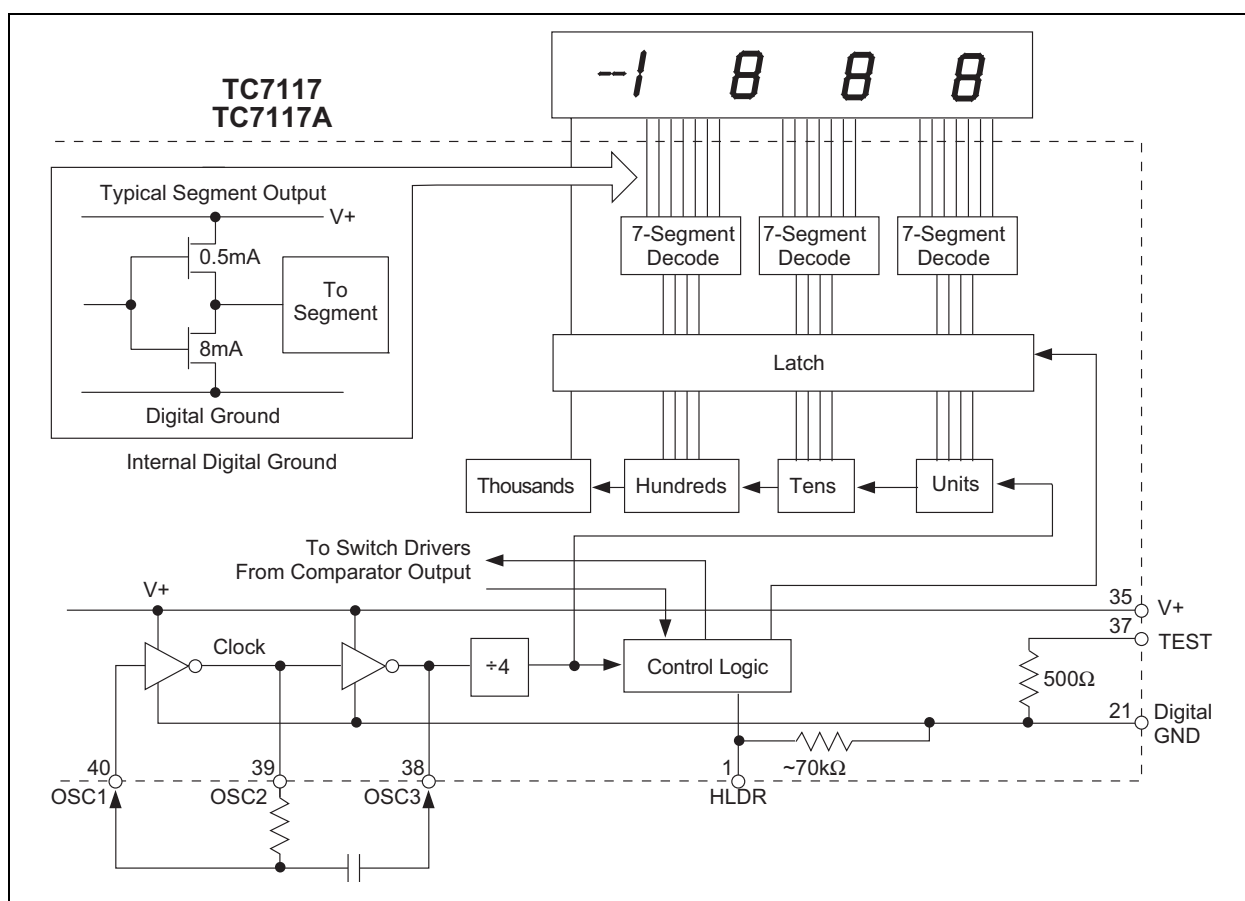 TC7117
TC7117A
--1 8 8 8
Typical Segment Output
V+
0.5mA
To
Segment
8mA
Digital Ground
Internal Digital Ground
7-Segment
Decode
7-Segment
Decode
7-Segment
Decode
Latch
Thousands
Hundreds
Tens
Units
To Switch Drivers
From Comparator Output
V+
Clock
÷4
Control Logic
35
V+
37
TEST
500Ω
21
Digital
GND
~70kΩ
40
OSC1
39
OSC2
38
OSC3
1
HLDR